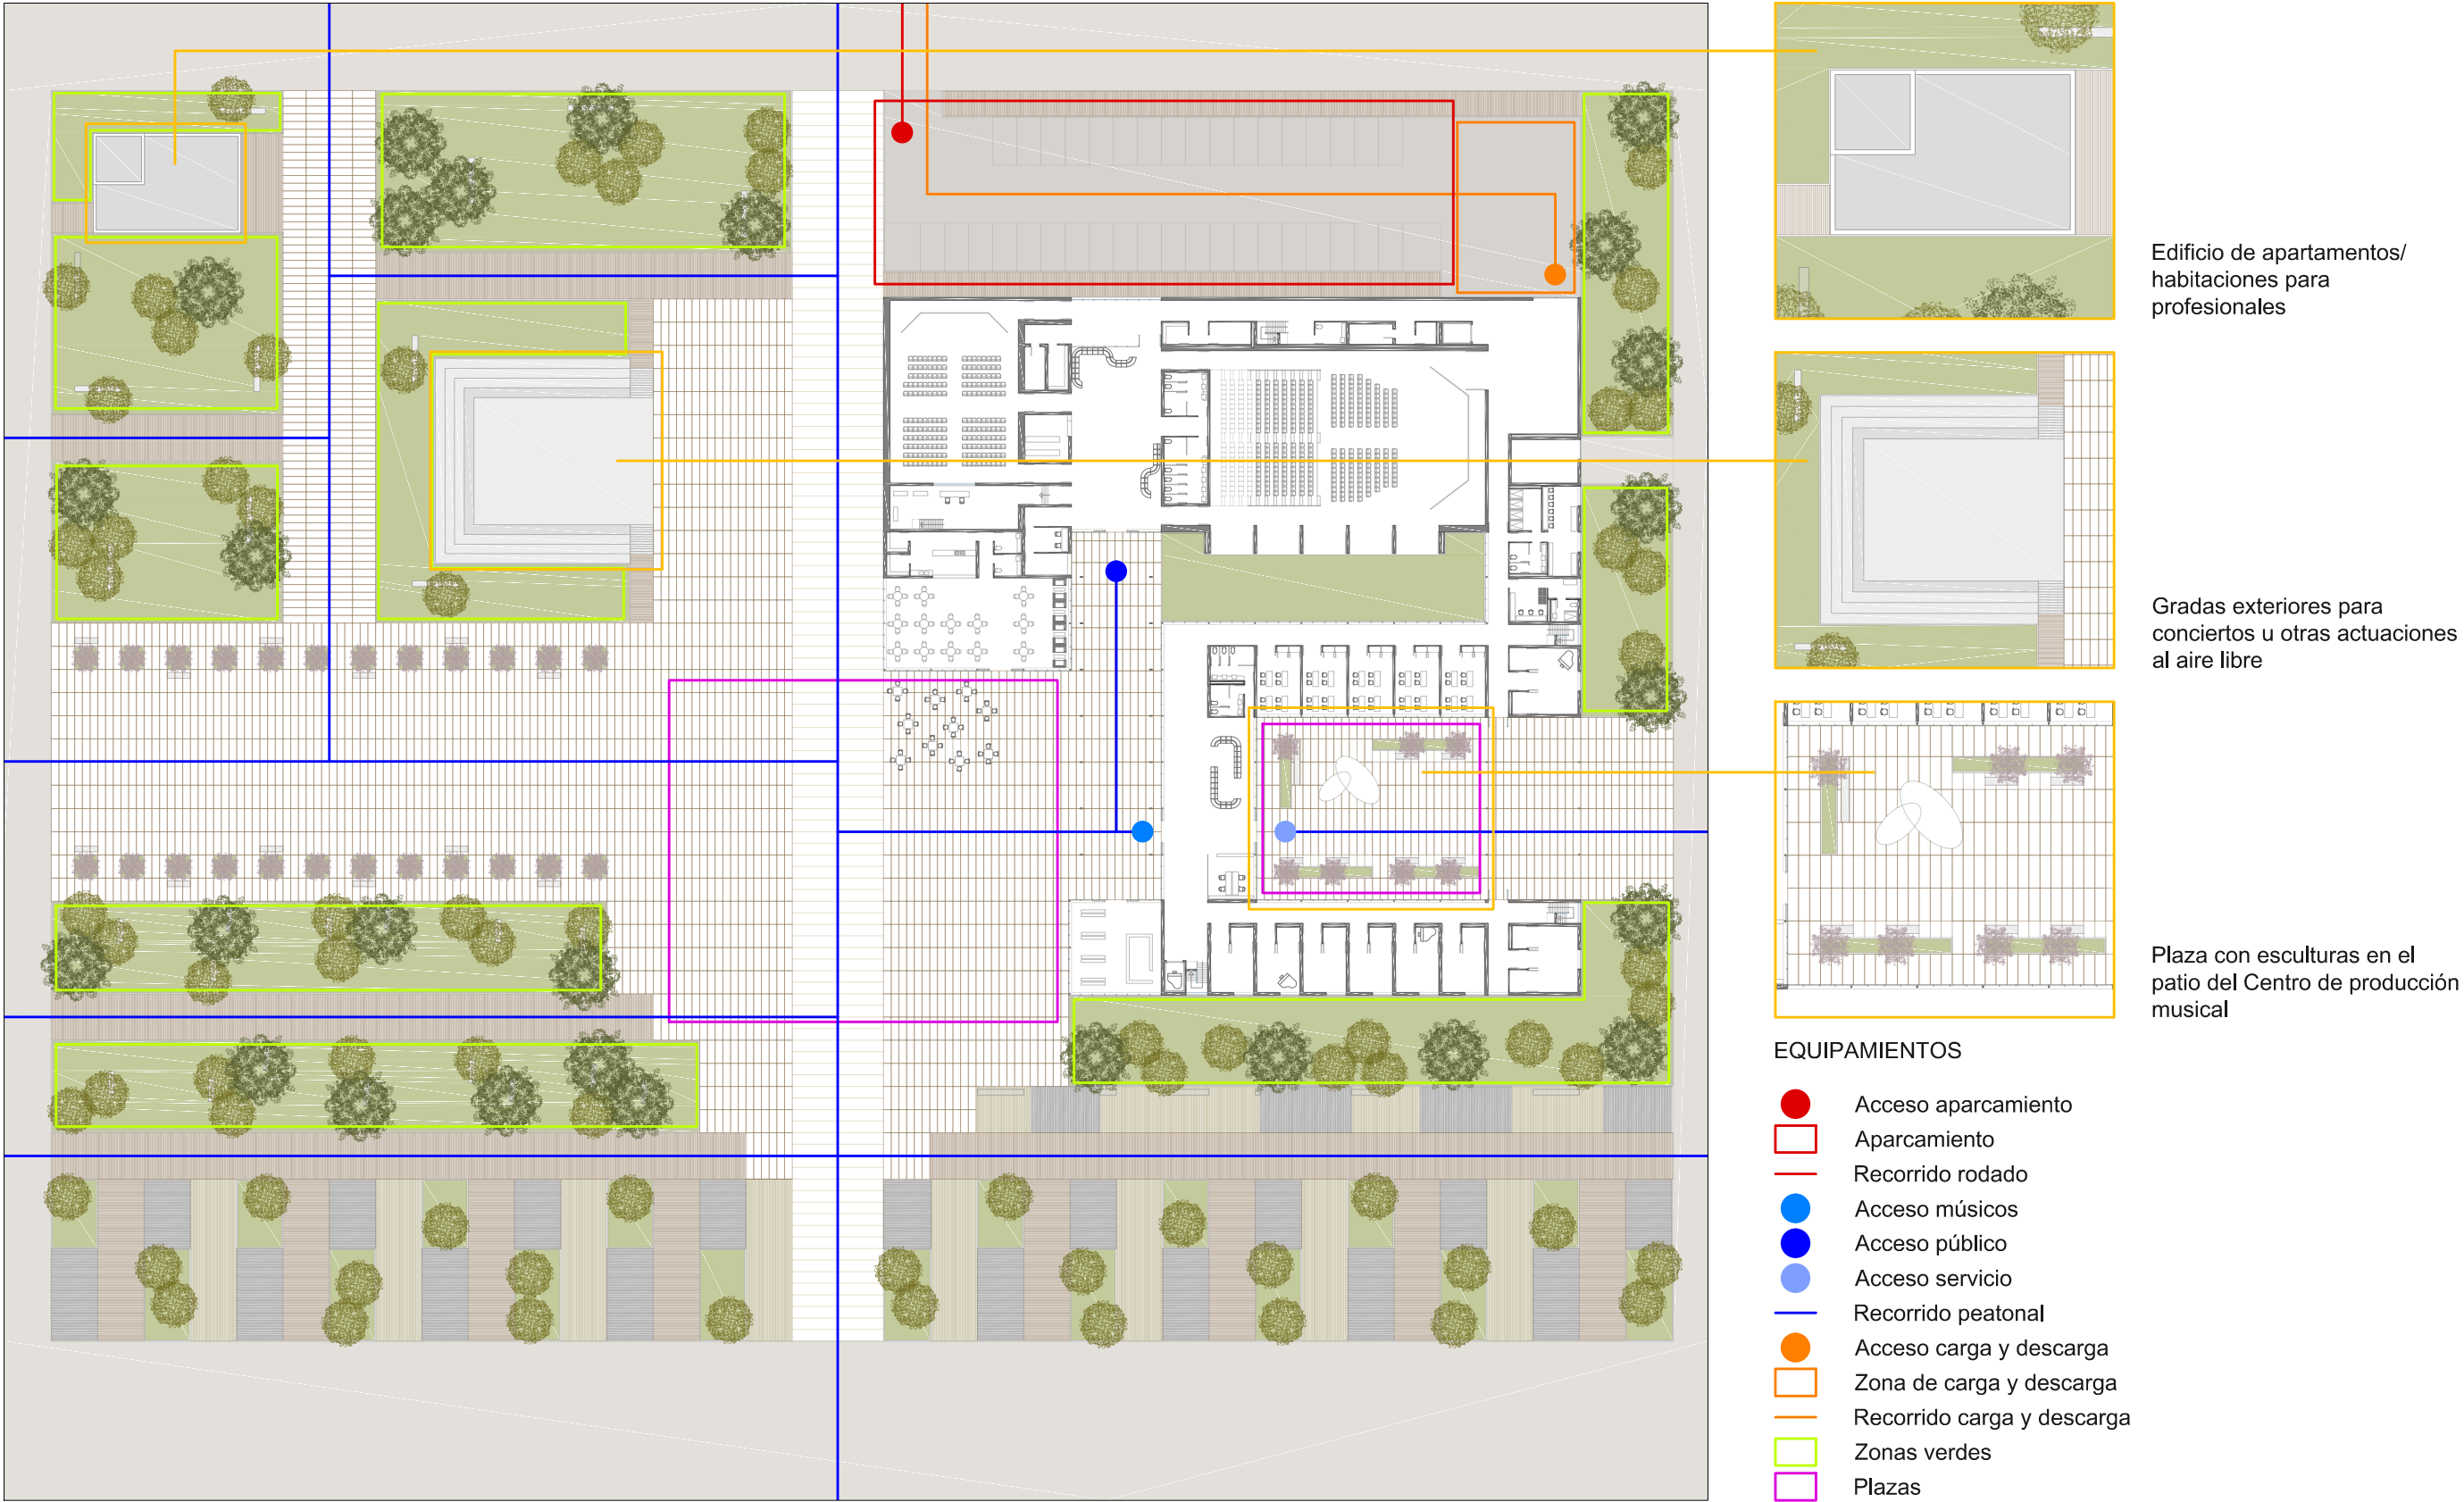 Edificio de apartamentos/
habitaciones para
profesionales
Gradas exteriores para
conciertos u otras actuaciones
al aire libre
Plaza con esculturas en el
patio del Centro de producción
musical
EQUIPAMIENTOS
Acceso aparcamiento
Aparcamiento
Recorrido rodado
Acceso músicos
Acceso público
Acceso servicio
Recorrido peatonal
Acceso carga y descarga
Zona de carga y descarga
Recorrido carga y descarga
Zonas verdes
Plazas